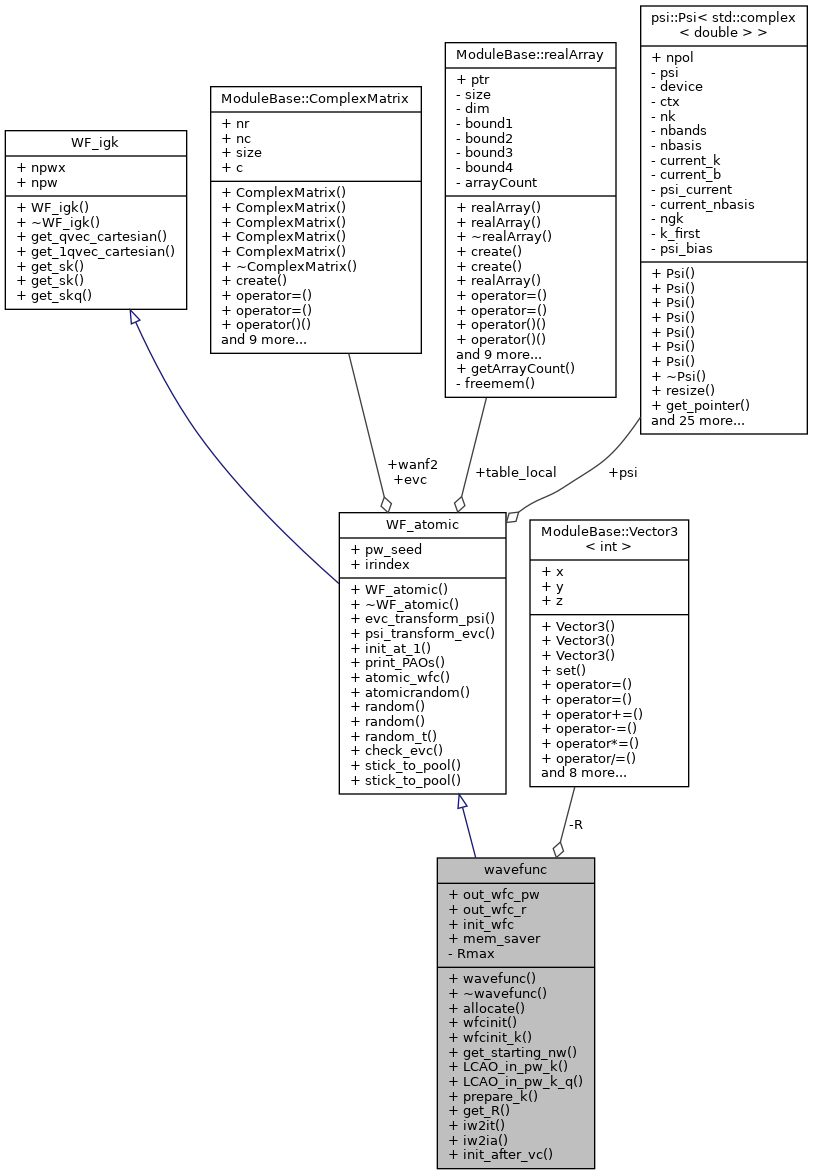 psi::Psi< std::complex
< double > >
+ npol
- psi
- device
- ctx
- nk
- nbands
- nbasis
- current_k
- current_b
- psi_current
- current_nbasis
- ngk
- k_first
- psi_bias
+ Psi()
+ Psi()
+ Psi()
+ Psi()
+ Psi()
+ Psi()
+ Psi()
+ ~Psi()
+ resize()
+ get_pointer()
and 25 more...
ModuleBase::realArray
+ ptr
- size
- dim
- bound1
- bound2
- bound3
- bound4
- arrayCount
+ realArray()
+ realArray()
+ ~realArray()
+ create()
+ create()
+ realArray()
+ operator=()
+ operator=()
+ operator()()
+ operator()()
and 9 more...
+ getArrayCount()
- freemem()
ModuleBase::ComplexMatrix
+ nr
+ nc
+ size
+ c
+ ComplexMatrix()
+ ComplexMatrix()
+ ComplexMatrix()
+ ComplexMatrix()
+ ComplexMatrix()
+ ~ComplexMatrix()
+ create()
+ operator=()
+ operator=()
+ operator()()
and 9 more...
WF_igk
+ npwx
+ npw
+ WF_igk()
+ ~WF_igk()
+ get_qvec_cartesian()
+ get_1qvec_cartesian()
+ get_sk()
+ get_sk()
+ get_skq()
+wanf2
+evc
+table_local
+psi
WF_atomic
+ pw_seed
+ irindex
+ WF_atomic()
+ ~WF_atomic()
+ evc_transform_psi()
+ psi_transform_evc()
+ init_at_1()
+ print_PAOs()
+ atomic_wfc()
+ atomicrandom()
+ random()
+ random()
+ random_t()
+ check_evc()
+ stick_to_pool()
+ stick_to_pool()
ModuleBase::Vector3
< int >
+ x
+ y
+ z
+ Vector3()
+ Vector3()
+ Vector3()
+ set()
+ operator=()
+ operator=()
+ operator+=()
+ operator-=()
+ operator*=()
+ operator/=()
and 8 more...
-R
wavefunc
+ out_wfc_pw
+ out_wfc_r
+ init_wfc
+ mem_saver
- Rmax
+ wavefunc()
+ ~wavefunc()
+ allocate()
+ wfcinit()
+ wfcinit_k()
+ get_starting_nw()
+ LCAO_in_pw_k()
+ LCAO_in_pw_k_q()
+ prepare_k()
+ get_R()
+ iw2it()
+ iw2ia()
+ init_after_vc()